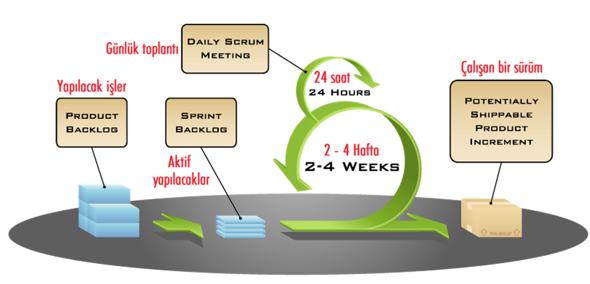 Günlük toplantı
DAILY SCRUM
MEETING
24 saat
24 HOURS
Çalışan bir sürüm
POTENTIALLY
SHIPPABLE
PRODUCT
INCREMENT
Yapılacak işler
PRODUCT
BACKLOG
SPRINT
BACKLOG
Aktif
yapılacaklar
2 - 4 Hafta
2-4 WEEKS